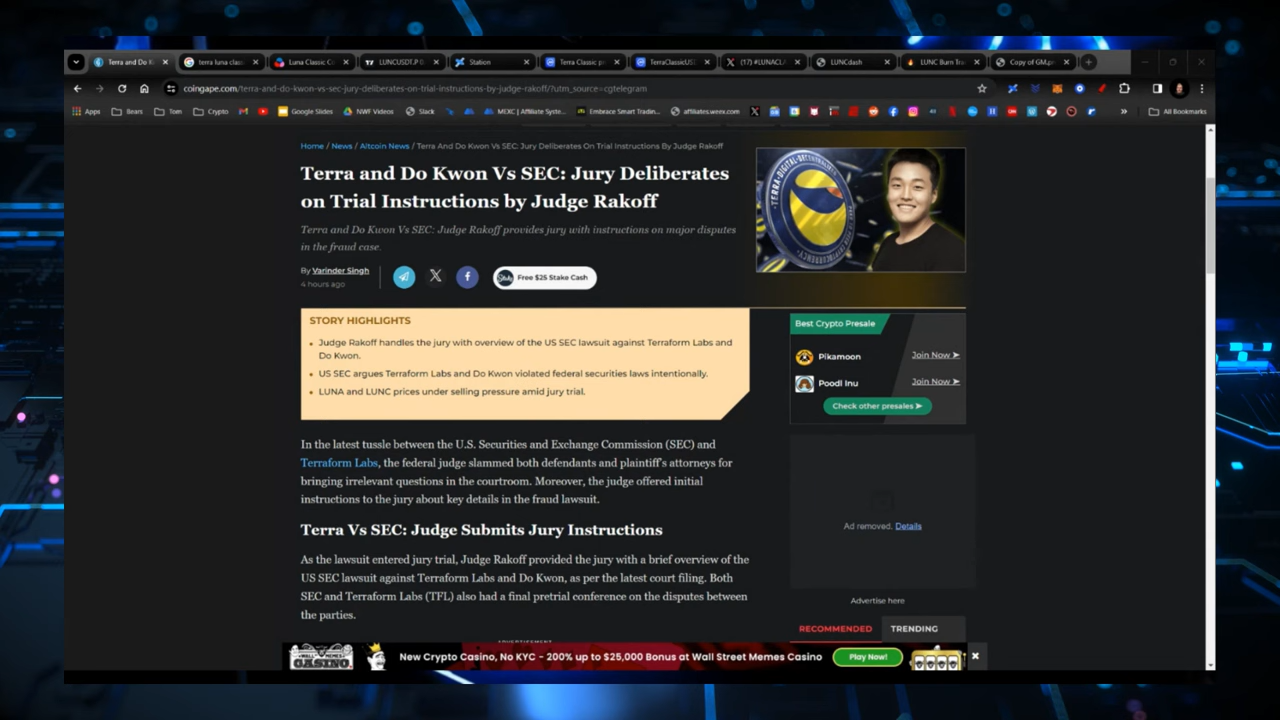 Terra and Do K
terra luna clas
Luna Classic C
LUNCUSDT.P 0
Station
Terra Classic p
TerraClassicUS
(17) #LUNACL
LUNCdash
LUNC Burn Tra
Copy of GM.p
coingape.com/terra-and-do-kwon-vs-sec-jury-deliberates-on-trial-instructions-by-judge-rakoff/?utm_source=cgtelegram
Apps
Bears
Tom
Crypto
Google Slides
NWF Videos
Slack
MEXC | Affiliate Syste...
Embrace Smart Tradin...
affiliates.weex.com
All Bookmarks
Home / News / Altcoin News / Terra And Do Kwon Vs SEC: Jury Deliberates On Trial Instructions By Judge Rakoff
Terra and Do Kwon Vs SEC: Jury Deliberates
on Trial Instructions by Judge Rakoff
Terra and Do Kwon Vs SEC: Judge Rakoff provides jury with instructions on major disputes
in the fraud case.
By Varinder Singh
4 hours ago
Free $25 Stake Cash
STORY HIGHLIGHTS
Judge Rakoff handles the jury with overview of the US SEC lawsuit against Terraform Labs and
Do Kwon.
US SEC argues Terraform Labs and Do Kwon violated federal securities laws intentionally.
LUNA and LUNC prices under selling pressure amid jury trial.
Best Crypto Presale
Pikamoon Join Now ➤
Poodl Inu Join Now ➤
Check other presales ➤
In the latest tussle between the U.S. Securities and Exchange Commission (SEC) and
Terraform Labs, the federal judge slammed both defendants and plaintiff's attorneys for
bringing irrelevant questions in the courtroom. Moreover, the judge offered initial
instructions to the jury about key details in the fraud lawsuit.
Ad removed. Details
Terra Vs SEC: Judge Submits Jury Instructions
As the lawsuit entered jury trial, Judge Rakoff provided the jury with a brief overview of the
US SEC lawsuit against Terraform Labs and Do Kwon, as per the latest court filing. Both
SEC and Terraform Labs (TFL) also had a final pretrial conference on the disputes between
the parties.
Advertise here
RECOMMENDED
TRENDING
ADVERTISEMENT
WALL STREET MEMES
CASINO
New Crypto Casino, No KYC - 200% up to $25,000 Bonus at Wall Street Memes Casino
Play Now!